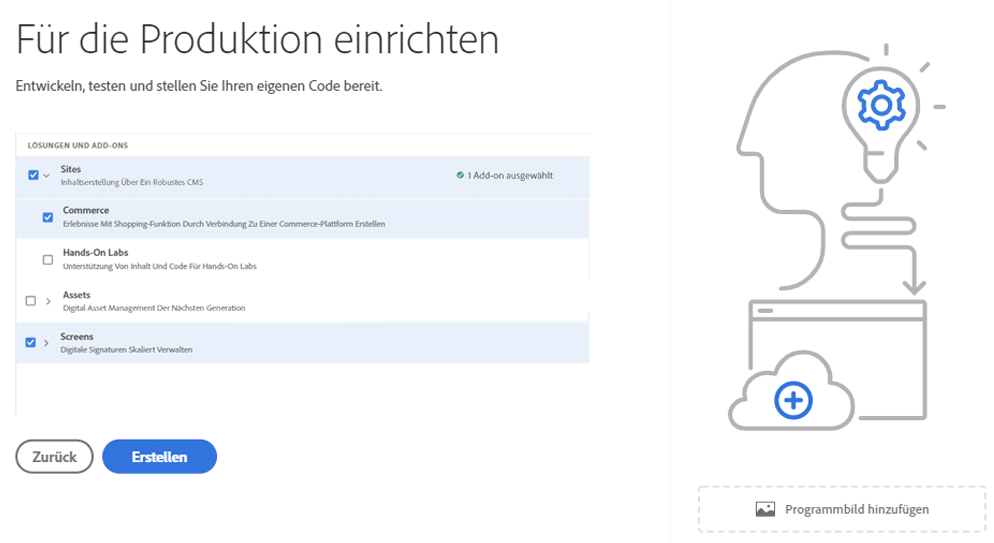 Für die Produktion einrichten
Entwickeln, testen und stellen Sie Ihren eigenen Code bereit.
LÖSUNGEN UND ADD-ONS
Sites
Inhaltserstellung Über Ein Robustes CMS
1 Add-on ausgewählt
Commerce
Erlebnisse Mit Shopping-Funktion Durch Verbindung Zu Einer Commerce-Plattform Erstellen
Hands-On Labs
Unterstützung Von Inhalt Und Code Für Hands-On Labs
Assets
Digital Asset Management Der Nächsten Generation
Screens
Digitale Signaturen Skaliert Verwalten
Zurück
Erstellen
Programmbild hinzufügen